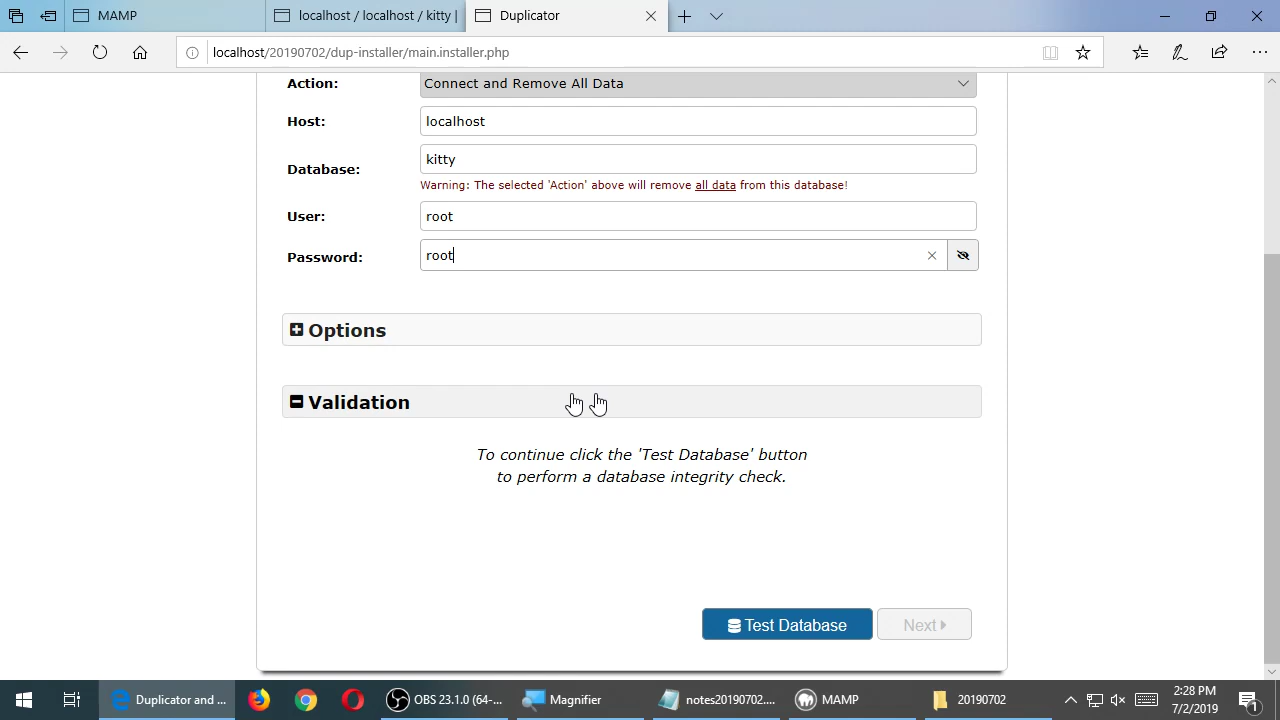 MAMP
localhost / localhost / kitty |
Duplicator
localhost/20190702/dup-installer/main.installer.php
Action:
Connect and Remove All Data
Host:
localhost
Database:
kitty
Warning: The selected 'Action' above will remove all data from this database!
User:
root
Password:
root
Options
Validation
To continue click the 'Test Database' button
to perform a database integrity check.
Test Database
Next
Duplicator and ...
OBS 23.1.0 (64-...
Magnifier
notes20190702....
MAMP
20190702
2:28 PM
7/2/2019
1